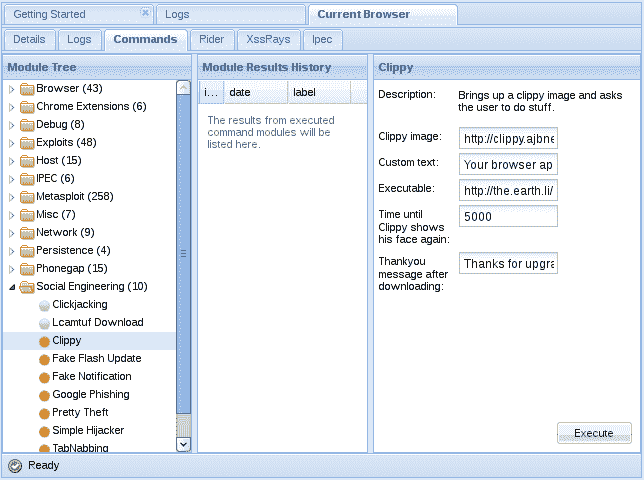 Getting Started
Logs
Current Browser
Details
Logs
Commands
Rider
XssPays
Ipec
Module Tree
Browser (43)
Chrome Extensions (6)
Debug (8)
Exploits (48)
Host (15)
IPEC (6)
Metasploit (258)
Misc (7)
Network (9)
Persistence (4)
Phonegap (15)
Social Engineering (10)
Clickjacking
Lcamtuf Download
Clippy
Fake Flash Update
Fake Notification
Google Phishing
Pretty Theft
Simple Hijacker
TabNabbing
Module Results History
i... date label
The results from executed
command modules will be
listed here.
Clippy
Description: Brings up a clippy image and asks
the user to do stuff.
Clippy image: http://clippy.ajbne
Custom text: Your browser ap
Executable: http://the.earth.li/
Time until
Clippy shows
his face again: 5000
Thankyou
message after
downloading: Thanks for upgra
Execute
Ready